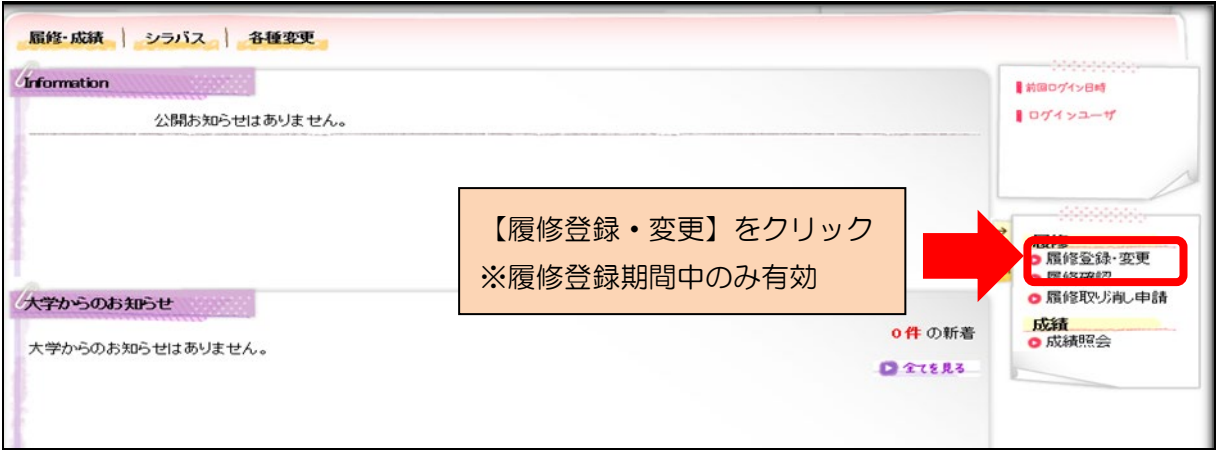 履修・成績 | シラバス | 各種変更
Information
公開お知らせはありません。
大学からのお知らせ
0件 の新着
大学からのお知らせはありません。
全てを見る
【履修登録・変更】をクリック
※履修登録期間中のみ有効
前回ログイン日時
ログインユーザ
履修
履修登録・変更
履修確認
履修取り消し申請
成績
成績照会